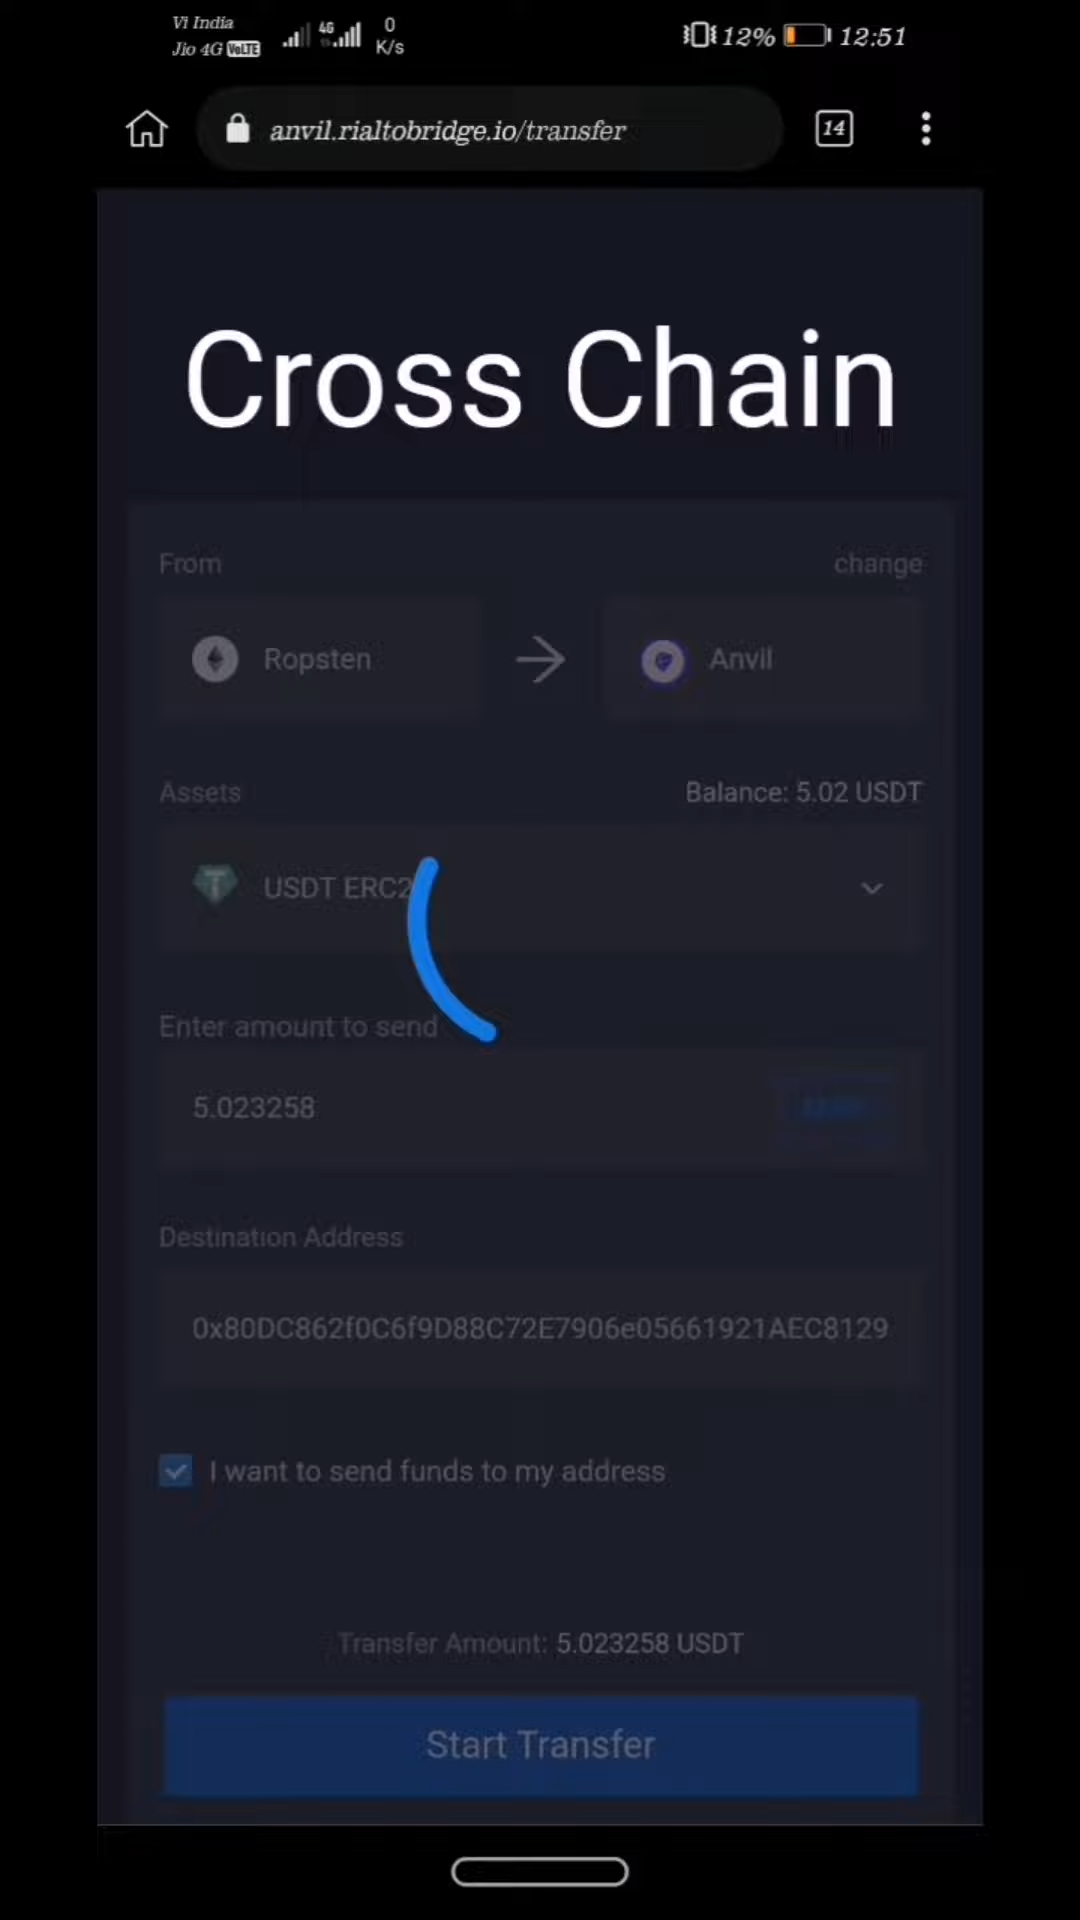 Vi India
Jio 4G VoLTE
4G
0
K/s
12%
12:51
anvil.rialtobridge.io/transfer
14
Cross Chain
From
change
Ropsten
Anvil
Assets
Balance: 5.02 USDT
USDT ERC2
Enter amount to send
5.023258
Destination Address
0x80DC862f0C6f9D88C72E7906e05661921AEC8129
I want to send funds to my address
Transfer Amount: 5.023258 USDT
Start Transfer